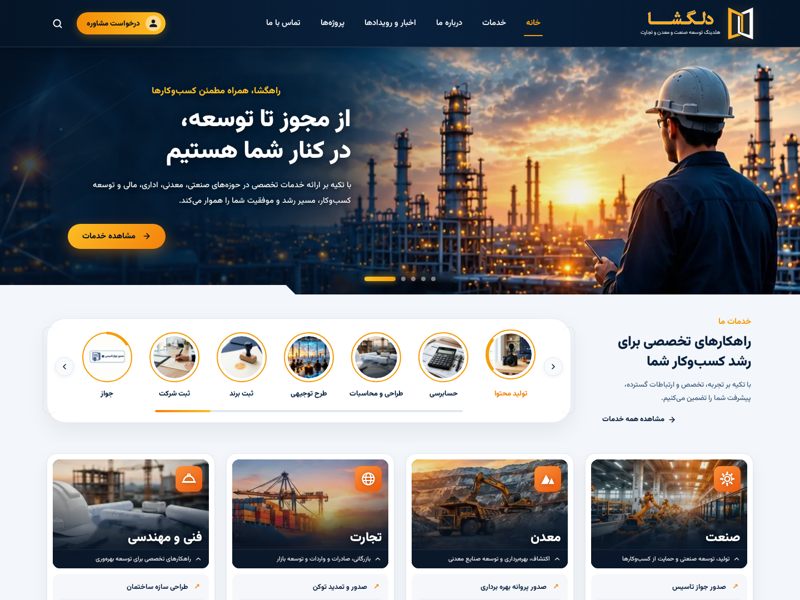 دلگشا
هلدینگ توسعه صنعت و معدن و تجارت
خانه
خدمات
درباره ما
اخبار و رویدادها
پروژه‌ها
تماس با ما
درخواست مشاوره
راهگشا، همراه مطمئن کسب‌وکارها
از مجوز تا توسعه،
در کنار شما هستیم
با تکیه بر ارائه خدمات تخصصی در حوزه‌های صنعتی، معدنی، اداری، مالی و توسعه
کسب‌وکار، مسیر رشد و موفقیت شما را هموار می‌کند.
مشاهده خدمات
خدمات ما
راهکارهای تخصصی برای
رشد کسب‌وکار شما
با تکیه بر تجربه، تخصص و ارتباطات گسترده،
پیشرفت شما را تضمین می‌کنیم.
مشاهده همه خدمات
تولید محتوا
حسابرسی
طراحی و محاسبات
طرح توجیهی
ثبت برند
ثبت شرکت
جواز
صنعت
تولید، توسعه صنعتی و حمایت از کسب‌وکارها
صدور جواز تاسیس
معدن
اکتشاف، بهره‌برداری و توسعه صنایع معدنی
صدور پروانه بهره برداری
تجارت
بازرگانی، صادرات و واردات و توسعه بازار
صدور و تمدید توکن
فنی و مهندسی
راهکارهای تخصصی برای توسعه بهره‌وری
طراحی سازه ساختمان